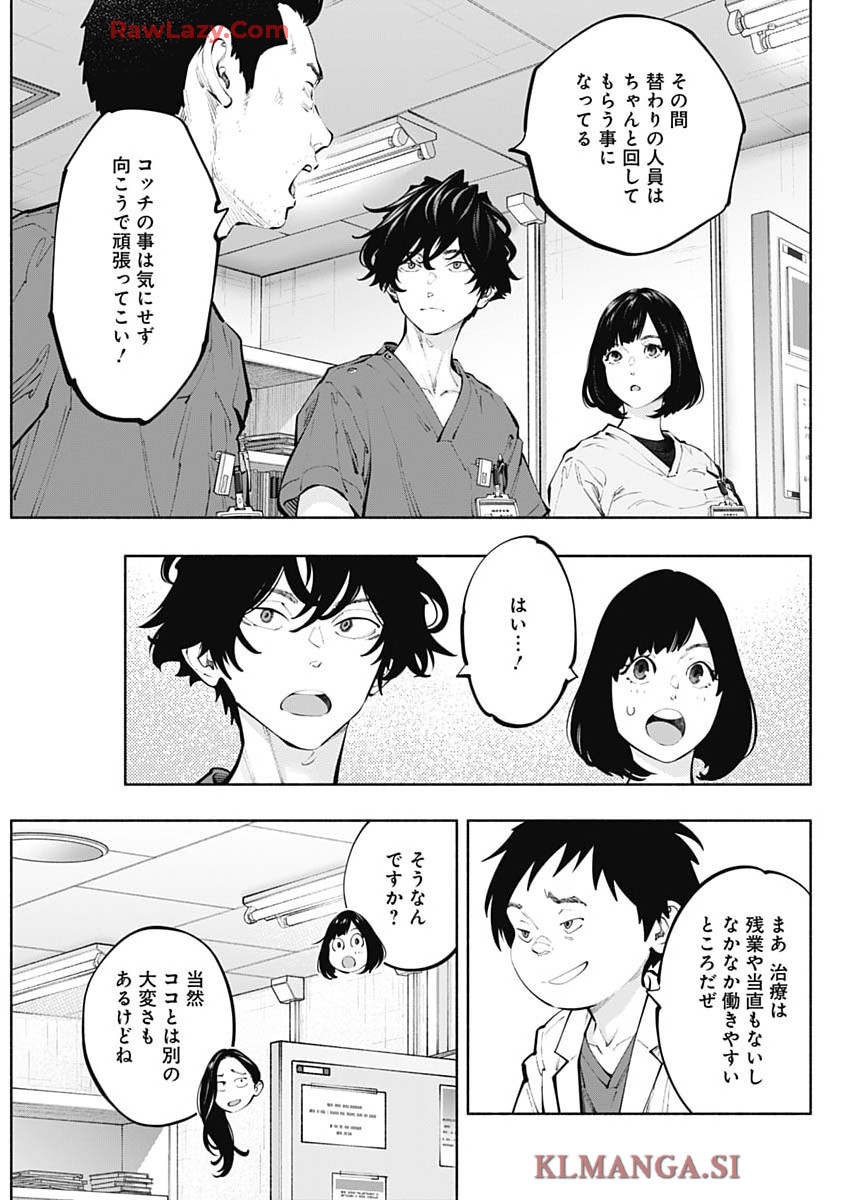 RawLazy.Com
その間
替わりの人員は
ちゃんと回して
もらう事に
なってる
コッチの事は気にせず
向こうで頑張ってこい！
はい…！
まあ 治療は
残業や当直もないし
なかなか働きやすい
ところだぜ
そうなん
ですか？
当然
ココとは別の
大変さも
あるけどね
KLMANGA.SI